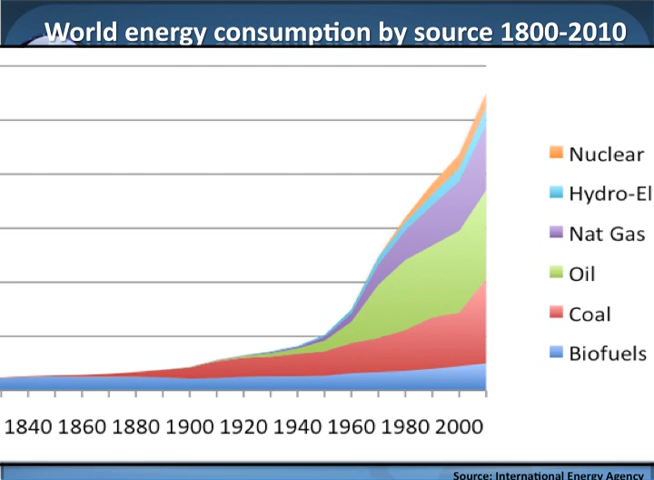 World energy consumption by source 1800-2010
Nuclear
Hydro-El
Nat Gas
Oil
Coal
Biofuels
1840 1860 1880 1900 1920 1940 1960 1980 2000
Source: International Energy Agency